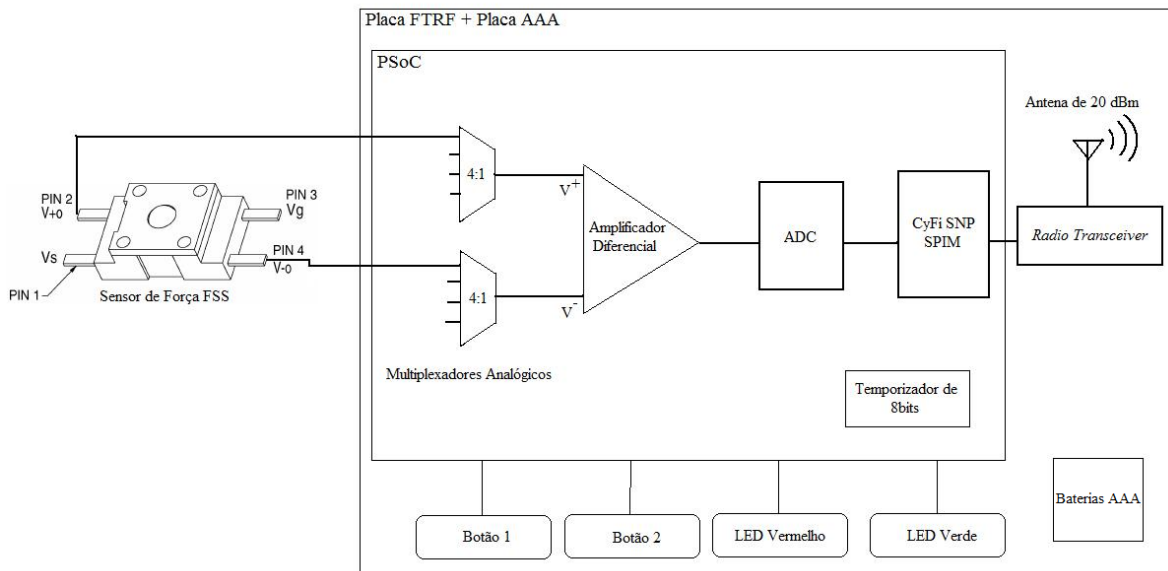 Placa FTRF + Placa AAA
PSoC
Antena de 20 dBm
4:1
V+
PIN 2
V+o
PIN 3
Vg
Vs
PIN 4
V-o
PIN 1
Sensor de Força FSS
Amplificador
Diferencial
ADC
CyFi SNP
SPIM
Radio Transceiver
4:1
V-
Multiplexadores Analógicos
Temporizador de
8bits
Baterias AAA
Botão 1
Botão 2
LED Vermelho
LED Verde